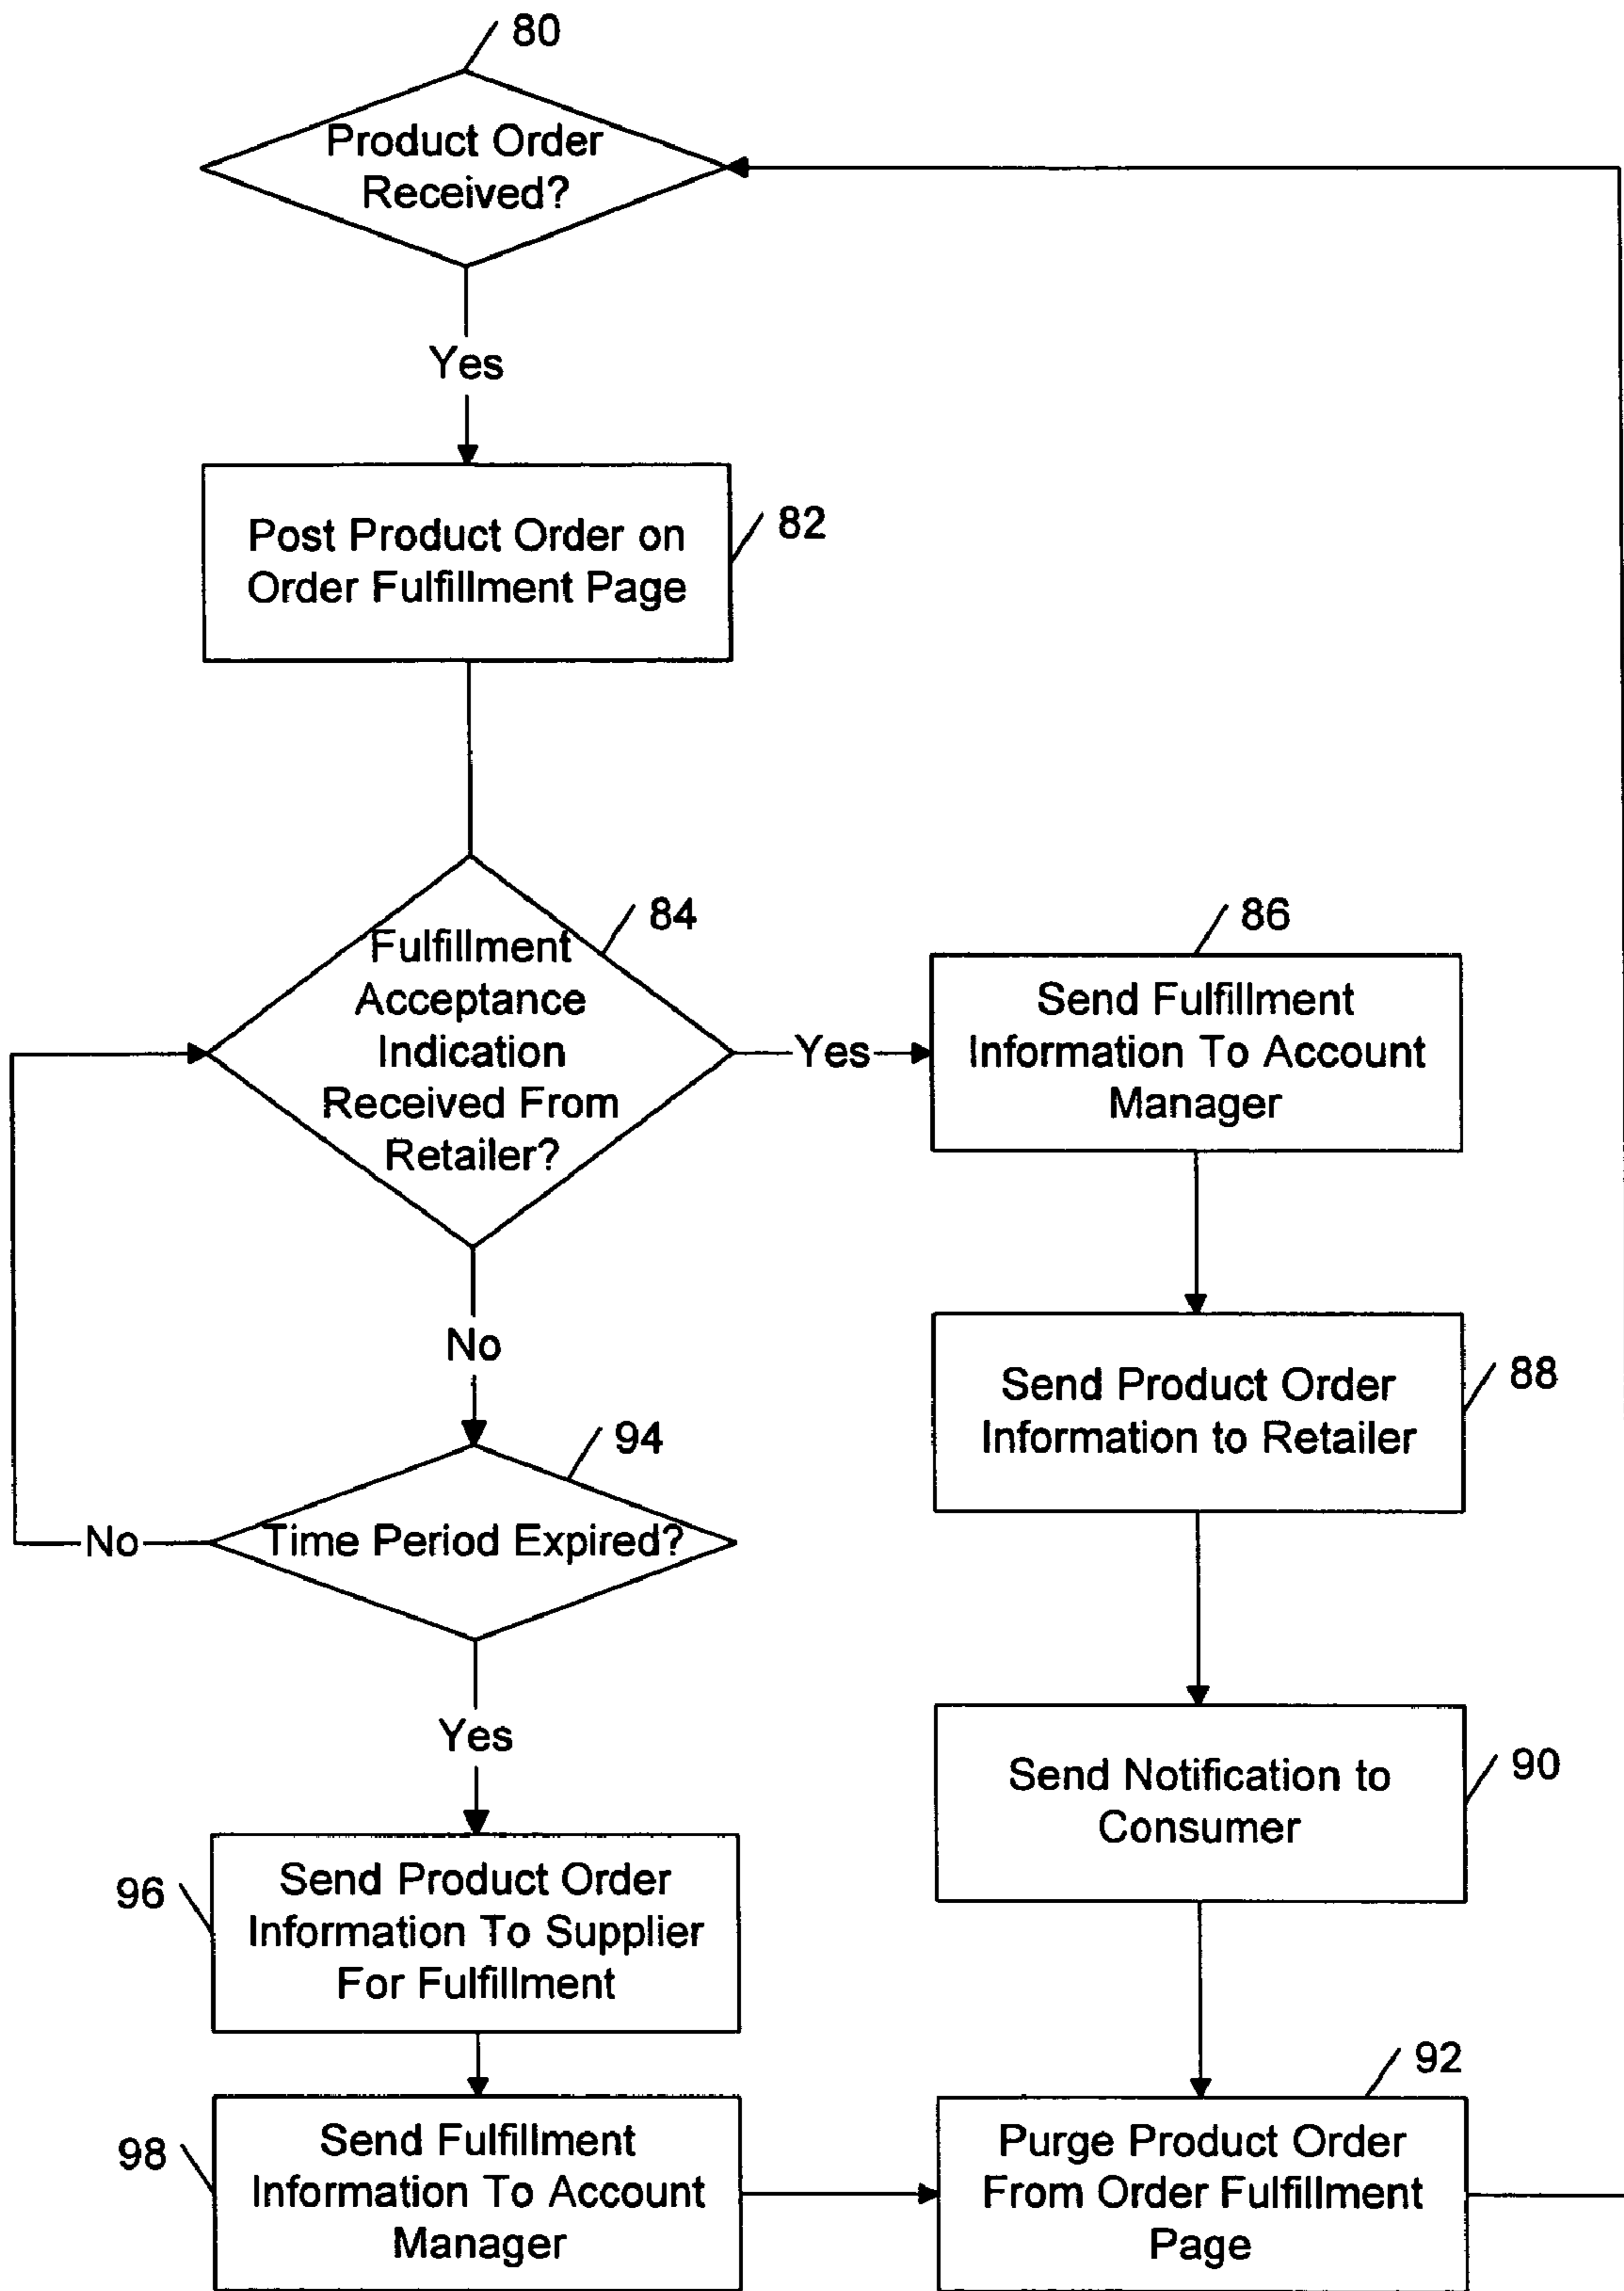 80
Product Order
Received?
Yes
Post Product Order on
Order Fulfillment Page
82
84
Fulfillment
Acceptance
Indication
Received From
Retailer?
Yes
86
Send Fulfillment
Information To Account
Manager
No
88
Send Product Order
Information to Retailer
94
Time Period Expired?
No
Yes
90
Send Notification to
Consumer
96
Send Product Order
Information To Supplier
For Fulfillment
98
Send Fulfillment
Information To Account
Manager
92
Purge Product Order
From Order Fulfillment
Page